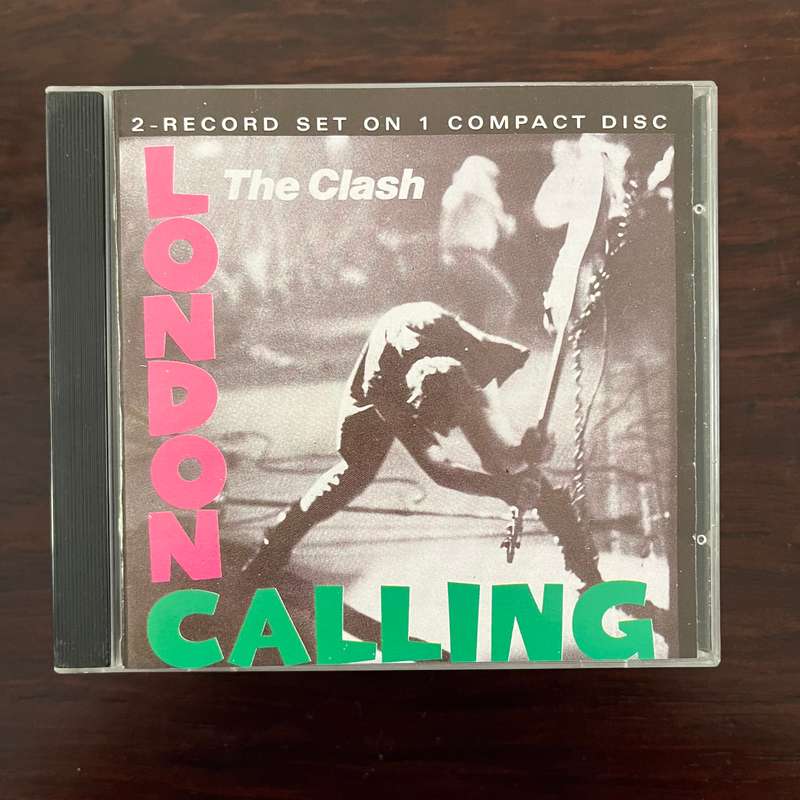 2-RECORD SET ON 1 COMPACT DISC
The Clash
LONDON
CALLING